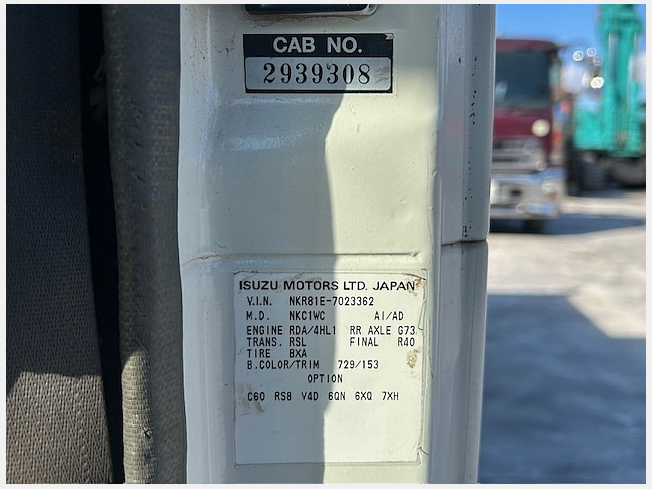 CAB NO.
2939308
ISUZU MOTORS LTD. JAPAN
V.I.N. NKR81E-7023362
M.D. NKC1WC A1/AD
ENGINE RDA/4HL1 RR AXLE G73
TRANS. RSL FINAL R40
TIRE BXA
B.COLOR/TRIM 729/153
OPTION
C60 RS8 V4D 6QN 6XQ 7XH